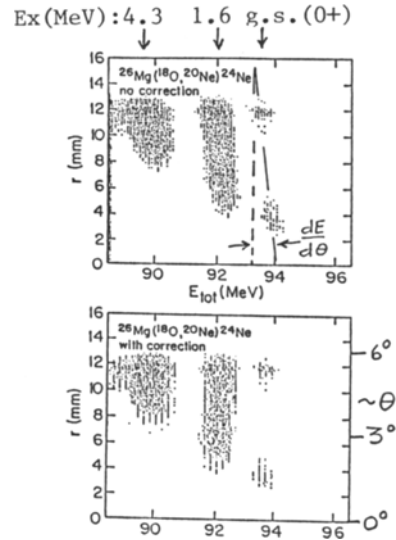 Ex(MeV):4.3 1.6 g.s.(0+)
²⁶Mg(¹⁸O,²⁰Ne)²⁴Ne
no correction
16
14
12
10
8
6
4
2
0
r (mm)
dE
dθ
90 92 94 96
Etot(MeV)
²⁶Mg(¹⁸O,²⁰Ne)²⁴Ne
with correction
16
14
12
10
8
6
4
2
0
r (mm)
6°
~θ
3°
0°
90 92 94 96